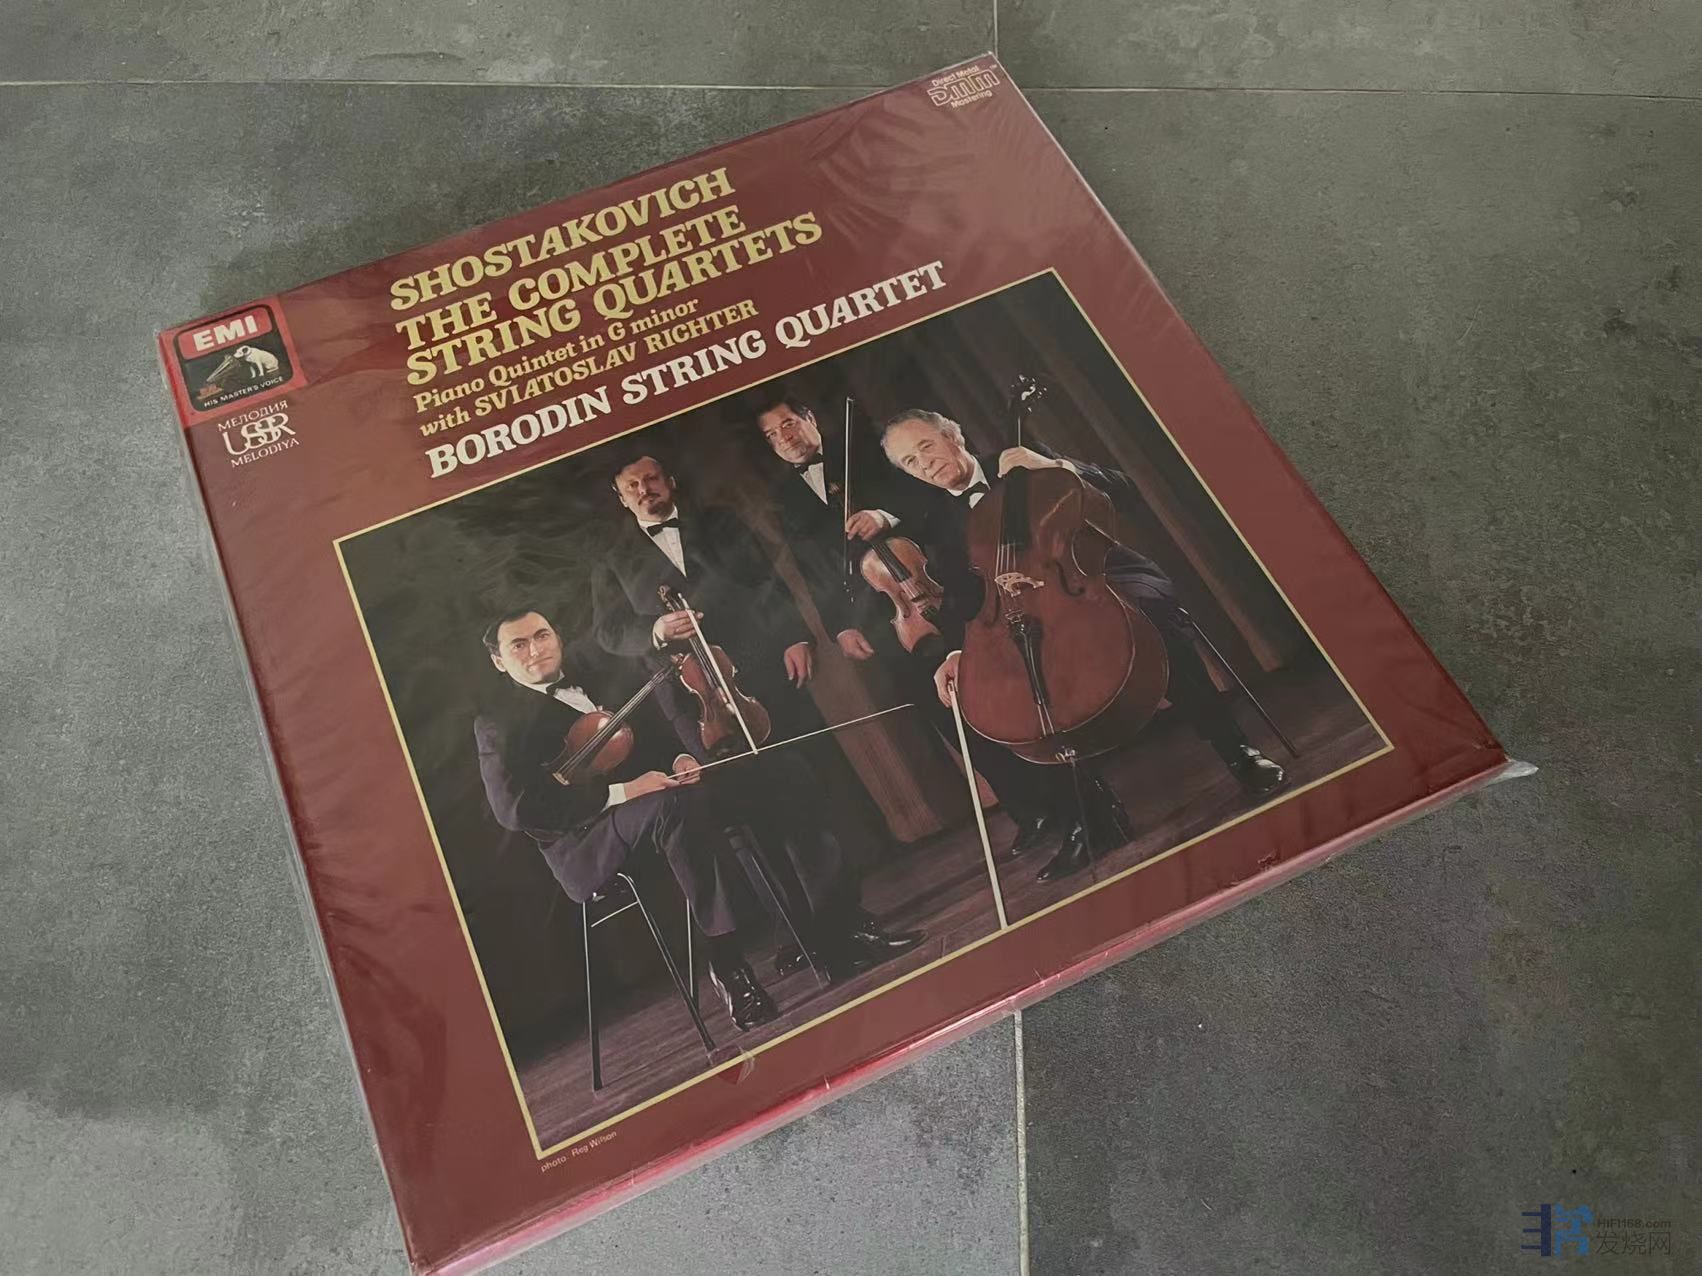 Direct Metal
DMM
Mastering
SHOSTAKOVICH
THE COMPLETE
STRING QUARTETS
Piano Quintet in G minor
with SVIATOSLAV RICHTER
BORODIN STRING QUARTET
EMI
HIS MASTER'S VOICE
МЕЛОДИЯ
USSR
MELODIYA
photo: Reg Wilson
HIFI168.com
发烧网